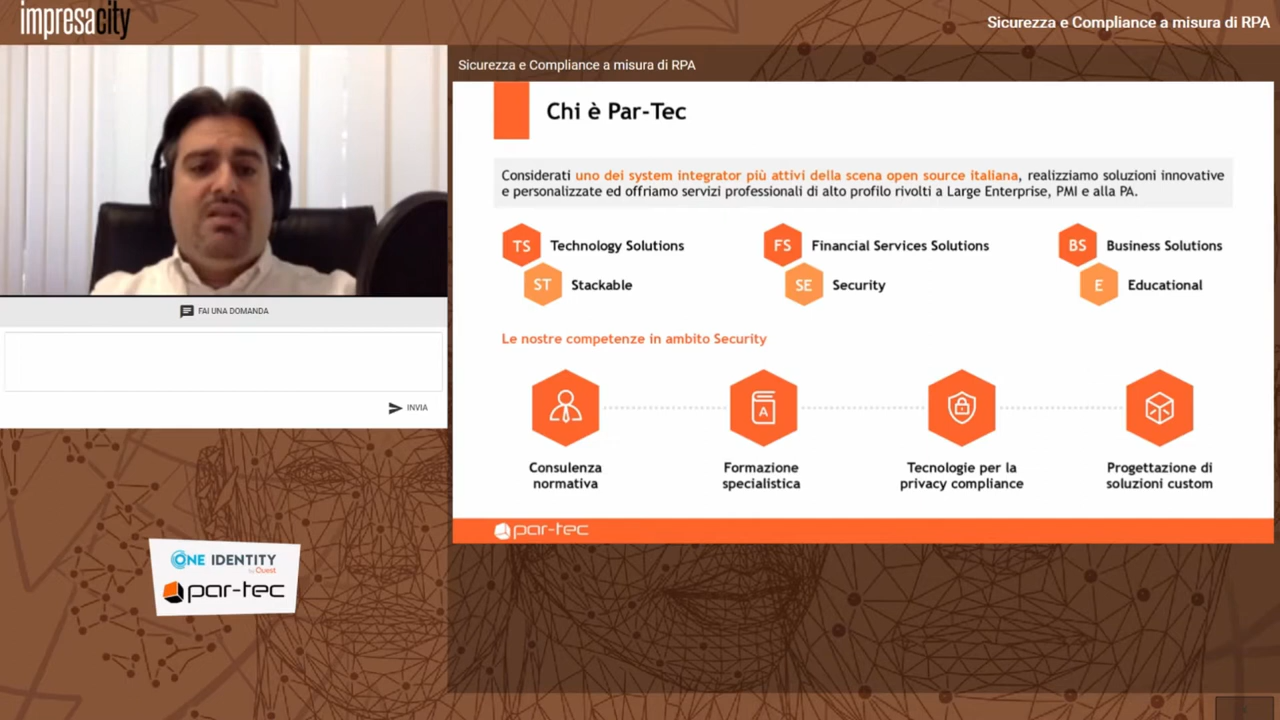 impresacity
Sicurezza e Compliance a misura di RPA
Sicurezza e Compliance a misura di RPA
Chi è Par-Tec
Considerati uno dei system integrator più attivi della scena open source italiana, realizziamo soluzioni innovative
e personalizzate ed offriamo servizi professionali di alto profilo rivolti a Large Enterprise, PMI e alla PA.
TS Technology Solutions
FS Financial Services Solutions
BS Business Solutions
ST Stackable
SE Security
E Educational
Le nostre competenze in ambito Security
A
Consulenza
normativa
Formazione
specialistica
Tecnologie per la
privacy compliance
Progettazione di
soluzioni custom
par-tec
FAI UNA DOMANDA
INVIA
ONE IDENTITY
by Quest
par-tec